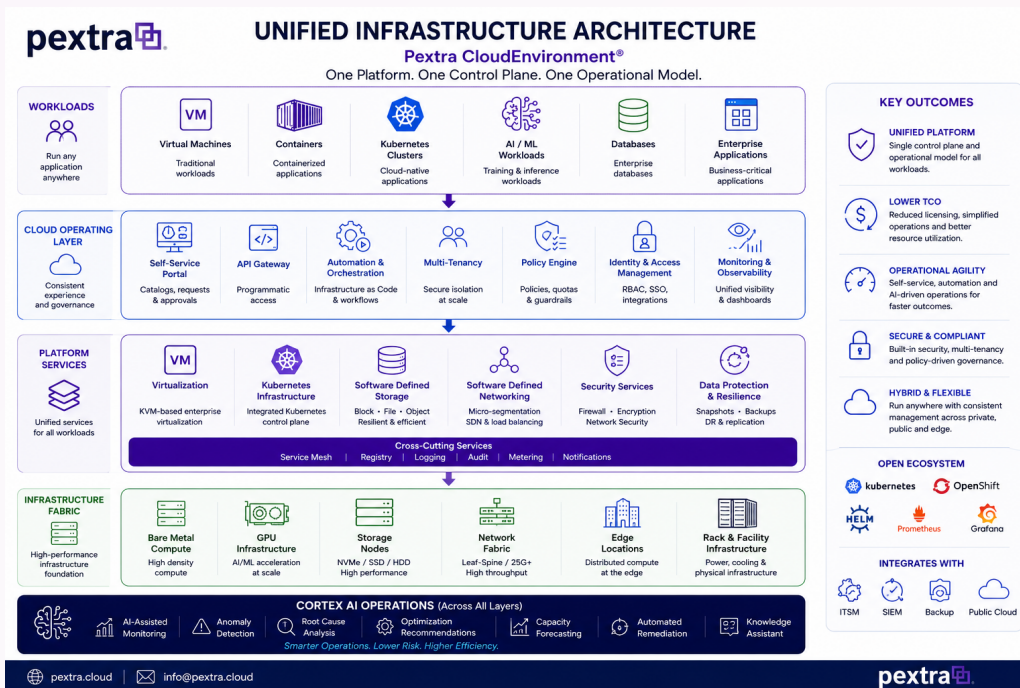 pextra
UNIFIED INFRASTRUCTURE ARCHITECTURE
Pextra CloudEnvironment®
One Platform. One Control Plane. One Operational Model.
WORKLOADS
Run any
application
anywhere
VM
Virtual Machines
Traditional
workloads
Containers
Containerized
applications
Kubernetes
Clusters
Cloud-native
applications
AI / ML
Workloads
Training & inference
workloads
Databases
Enterprise
databases
Enterprise
Applications
Business-critical
applications
CLOUD OPERATING
LAYER
Consistent
experience
and governance
Self-Service
Portal
Catalogs, requests
& approvals
API Gateway
Programmatic
access
Automation &
Orchestration
Infrastructure as Code
& workflows
Multi-Tenancy
Secure isolation
at scale
Policy Engine
Policies, quotas
& guardrails
Identity & Access
Management
RBAC, SSO,
integrations
Monitoring &
Observability
Unified visibility
& dashboards
PLATFORM
SERVICES
Unified services
for all workloads
VM
Virtualization
KVM-based enterprise
virtualization
Kubernetes
Infrastructure
Integrated Kubernetes
control plane
Software Defined
Storage
Block • File • Object
Resilient & efficient
Software Defined
Networking
Micro-segmentation
SDN & load balancing
Security Services
Firewall • Encryption
Network Security
Data Protection
& Resilience
Snapshots • Backups
DR & replication
Cross-Cutting Services
Service Mesh | Registry | Logging | Audit | Metering | Notifications
INFRASTRUCTURE
FABRIC
High-performance
infrastructure
foundation
Bare Metal
Compute
High density
compute
GPU
Infrastructure
AI/ML acceleration
at scale
Storage
Nodes
NVMe / SSD / HDD
High performance
Network
Fabric
Leaf-Spine / 25G+
High throughput
Edge
Locations
Distributed compute
at the edge
Rack & Facility
Infrastructure
Power, cooling &
physical infrastructure
CORTEX AI OPERATIONS (Across All Layers)
AI-Assisted
Monitoring
Anomaly
Detection
Root Cause
Analysis
Optimization
Recommendations
Capacity
Forecasting
Automated
Remediation
Knowledge
Assistant
Smarter Operations. Lower Risk. Higher Efficiency.
KEY OUTCOMES
UNIFIED PLATFORM
Single control plane and
operational model for all
workloads.
LOWER TCO
Reduced licensing, simplified
operations and better
resource utilization.
OPERATIONAL AGILITY
Self-service, automation and
AI-driven operations for
faster outcomes.
SECURE & COMPLIANT
Built-in security, multi-tenancy
and policy-driven governance.
HYBRID & FLEXIBLE
Run anywhere with consistent
management across private,
public and edge.
OPEN ECOSYSTEM
kubernetes
OpenShift
HELM
Prometheus
Grafana
INTEGRATES WITH
ITSM
SIEM
Backup
Public Cloud
pextra.cloud | info@pextra.cloud
pextra